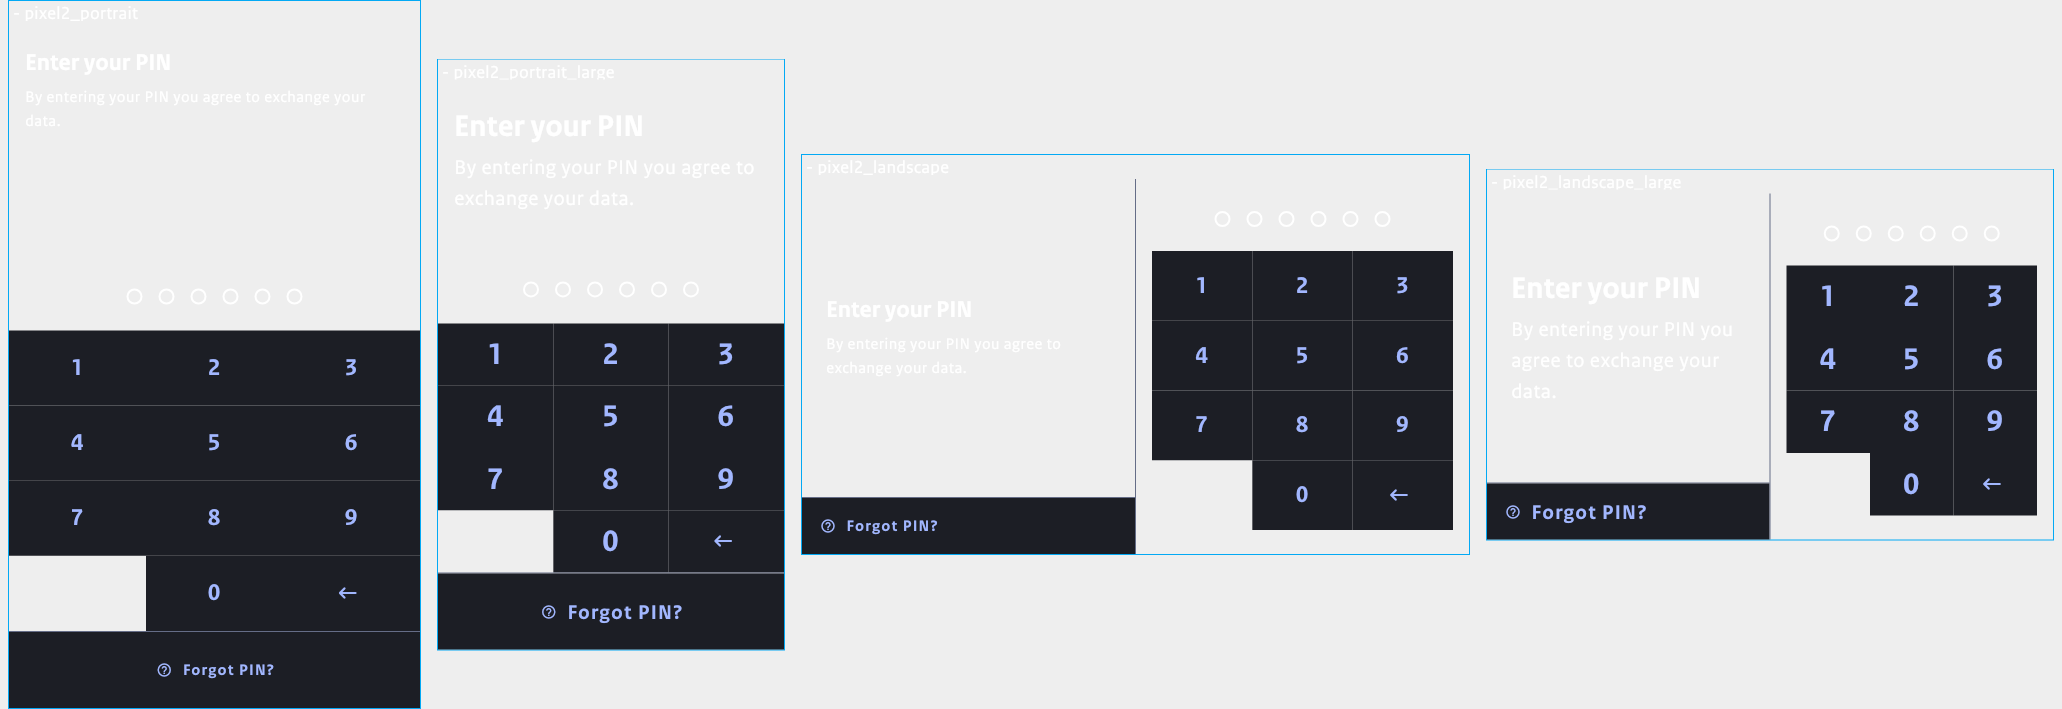 - pixel2_portrait
Enter your PIN
By entering your PIN you agree to exchange your
data.
1 2 3
4 5 6
7 8 9
0 ←
Forgot PIN?
- pixel2_portrait_large
Enter your PIN
By entering your PIN you agree to
exchange your data.
1 2 3
4 5 6
7 8 9
0 ←
Forgot PIN?
- pixel2_landscape
Enter your PIN
By entering your PIN you agree to
exchange your data.
Forgot PIN?
1 2 3
4 5 6
7 8 9
0 ←
- pixel2_landscape_large
Enter your PIN
By entering your PIN you
agree to exchange your
data.
Forgot PIN?
1 2 3
4 5 6
7 8 9
0 ←